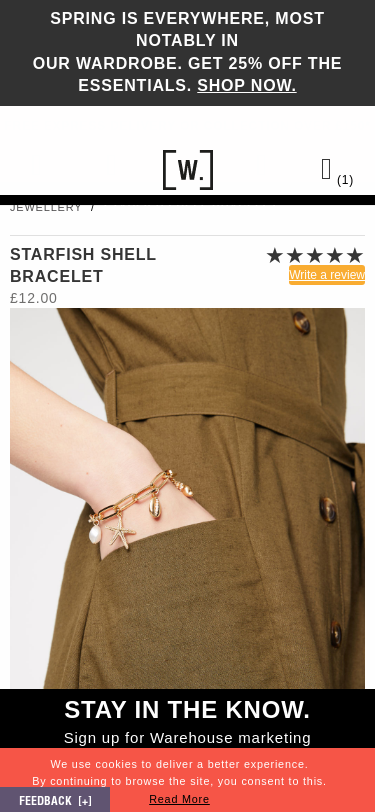 SPRING IS EVERYWHERE, MOST
NOTABLY IN
OUR WARDROBE. GET 25% OFF THE
ESSENTIALS. SHOP NOW.
[W.]
(1)
JEWELLERY /
STARFISH SHELL
BRACELET
Write a review
£12.00
STAY IN THE KNOW.
Sign up for Warehouse marketing
We use cookies to deliver a better experience.
By continuing to browse the site, you consent to this.
Read More
FEEDBACK [+]